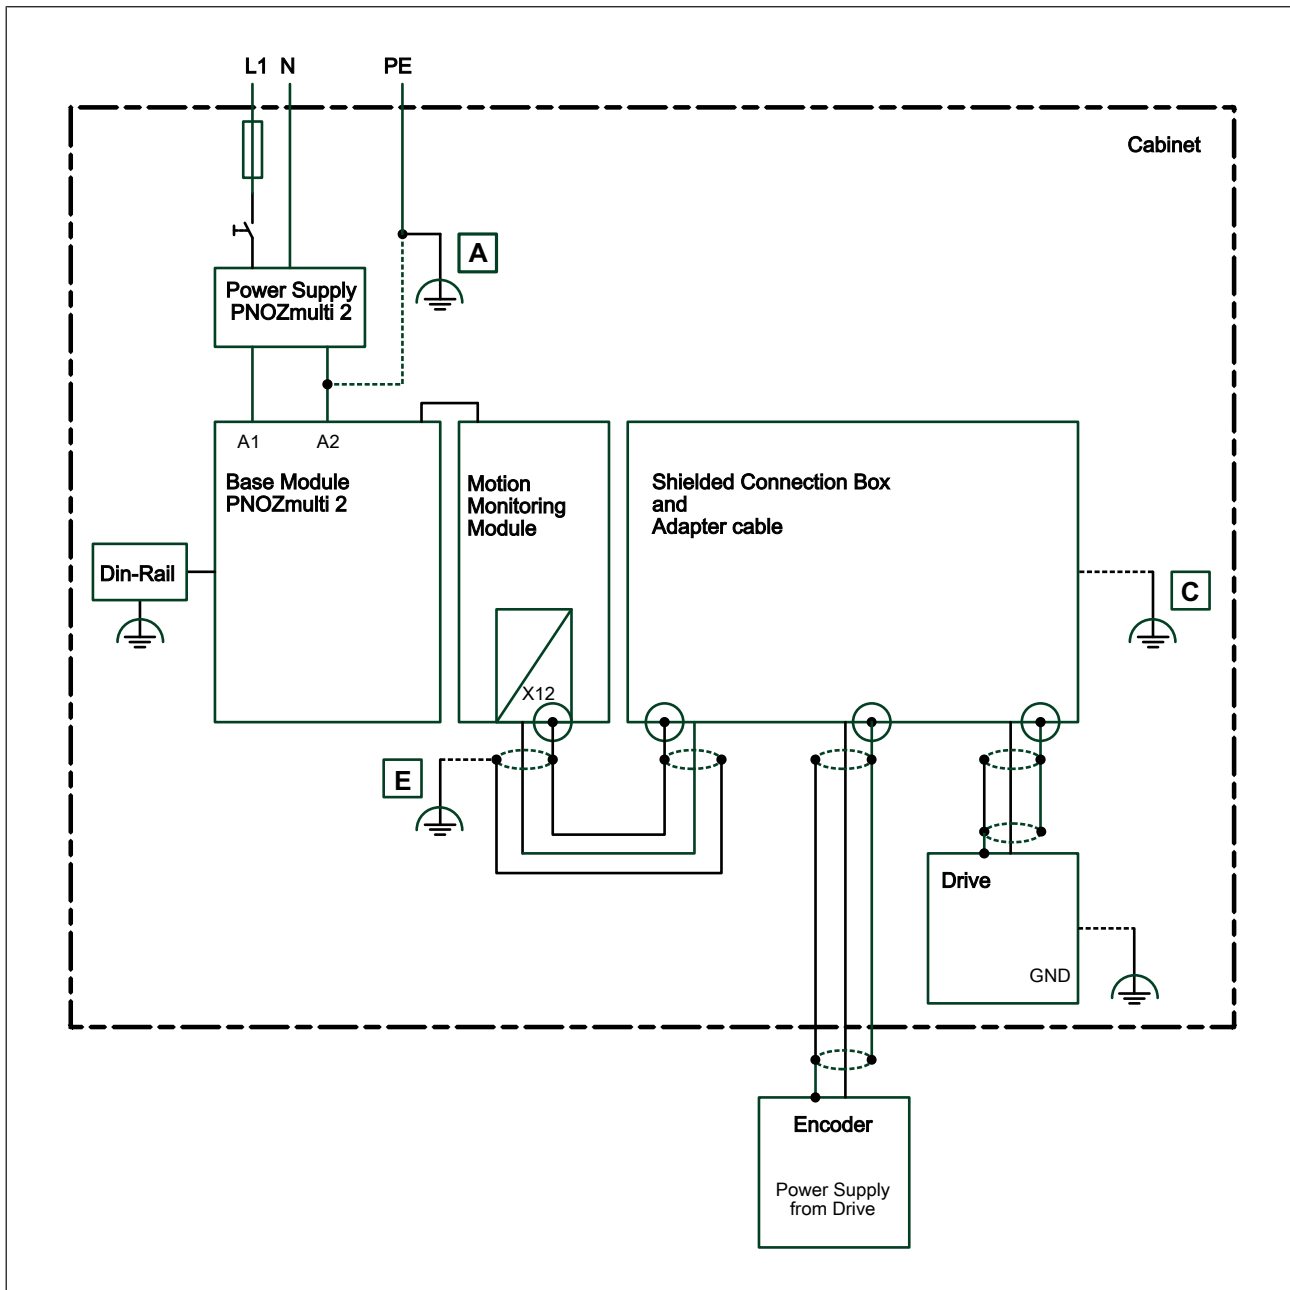 L1 N PE
Cabinet
A
Power Supply
PNOZmulti 2
A1 A2
Base Module
PNOZmulti 2
Motion
Monitoring
Module
Shielded Connection Box
and
Adapter cable
Din-Rail
C
X12
E
Drive
GND
Encoder
Power Supply
from Drive